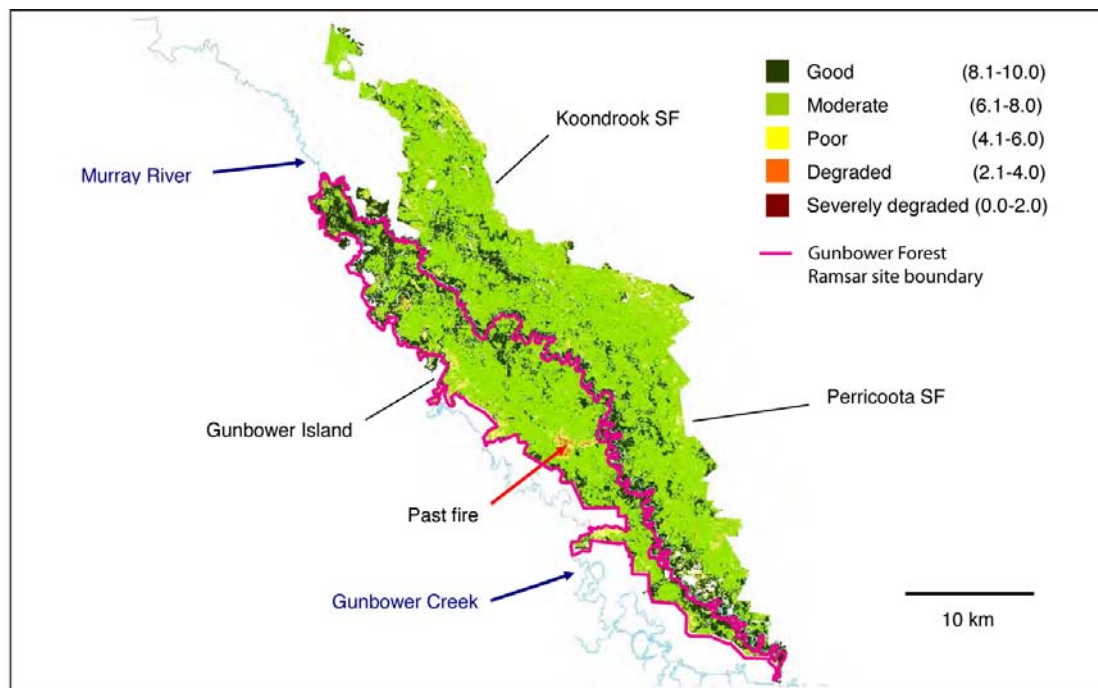 Good (8.1-10.0)
Moderate (6.1-8.0)
Poor (4.1-6.0)
Degraded (2.1-4.0)
Severely degraded (0.0-2.0)
Gunbower Forest
Ramsar site boundary
Koondrook SF
Murray River
Perricoota SF
Gunbower Island
Past fire
Gunbower Creek
10 km